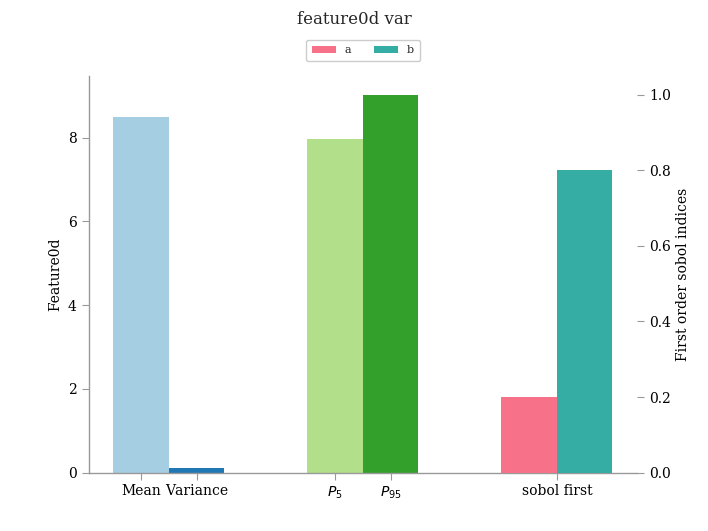 feature0d var
a b
Feature0d
8
6
4
2
0
1.0
0.8
0.6
0.4
0.2
0.0
First order sobol indices
Mean Variance P5 P95 sobol first